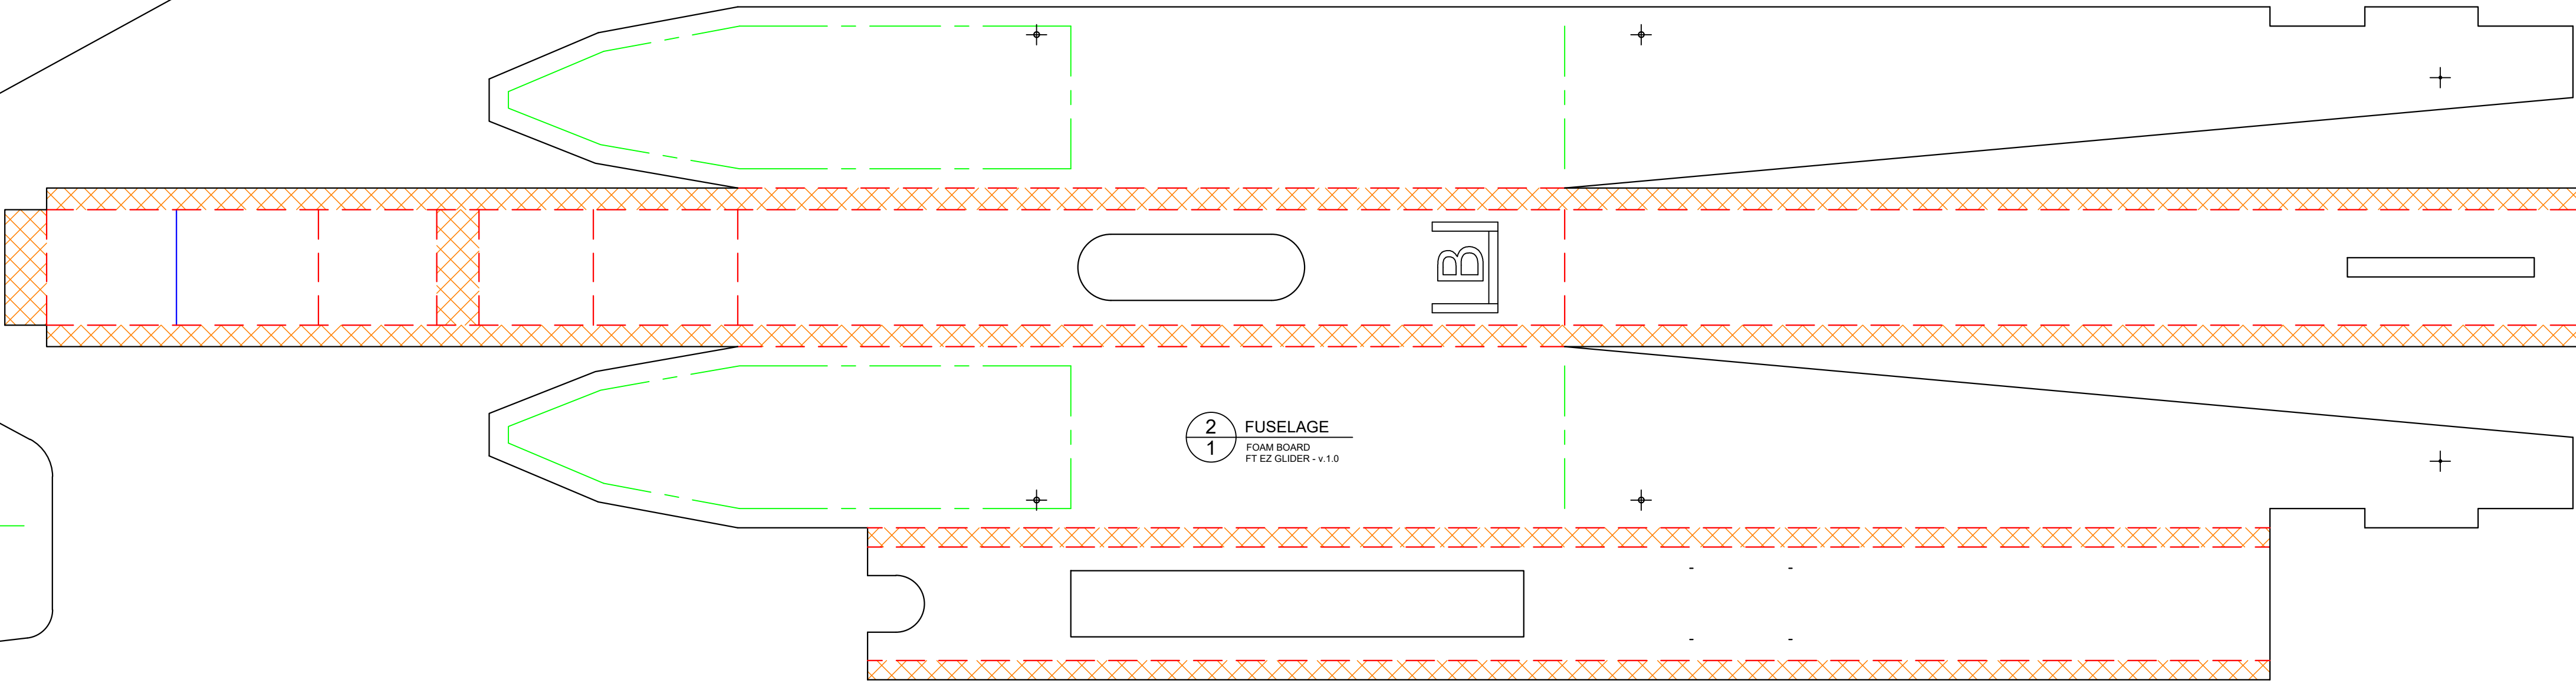 B
2
1
FUSELAGE
FOAM BOARD
FT EZ GLIDER - v.1.0